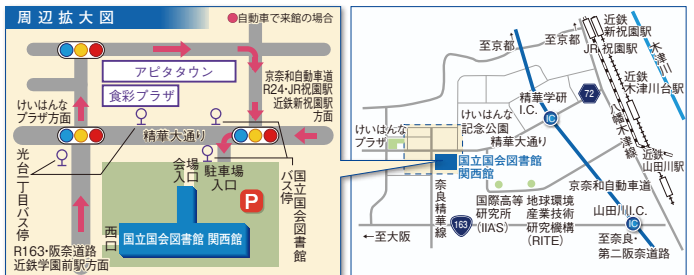 周辺拡大図
●自動車で来館の場合
アピタタウン
食彩プラザ
京奈和自動車道
R24・JR祝園駅
近鉄新祝園駅
方面
けいはんな
プラザ方面
精華大通り
光台一丁目バス停
会場
入口
駐車場
入口
国立国会図書館
バス停
P
西口
国立国会図書館 関西館
R163・阪奈道路
近鉄学園前駅方面
至京都
至京都
近鉄
新祝園駅
JR祝園駅
木津川
近鉄
木津川台駅
72
精華学研
I.C.
IC
八幡木津線
けいはんな
プラザ
けいはんな
記念公園
精華大通り
国立国会図書館
関西館
近鉄
山田川駅
京奈和自動車道
奈良精華線
国際高等
研究所
(IIAS)
地球環境
産業技術
研究機構
(RITE)
山田川I.C.
IC
163
←至大阪
至奈良・
第二阪奈道路